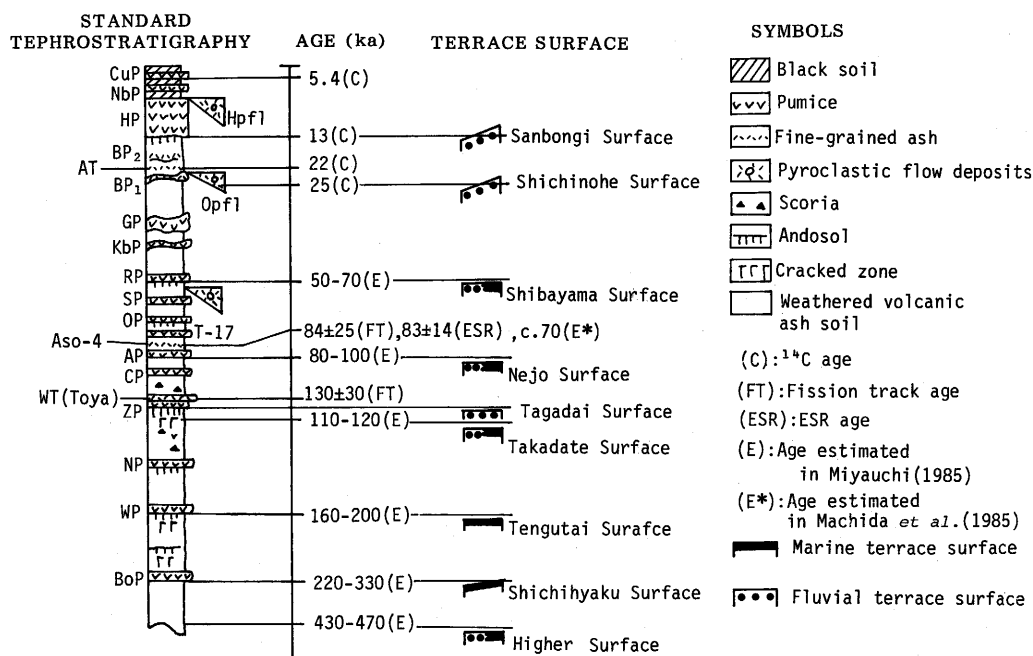 STANDARD
TEPHROSTRATIGRAPHY
AGE (ka)
TERRACE SURFACE
SYMBOLS
CuP
NbP
HP
Hpfl
BP2
AT
BP1
Opfl
GP
KbP
RP
SP
OP
T-17
Aso-4
AP
CP
WT(Toya)
ZP
NP
WP
BoP
5.4(C)
13(C)
22(C)
25(C)
50-70(E)
84±25(FT),83±14(ESR) ,c.70(E*)
80-100(E)
130±30(FT)
110-120(E)
160-200(E)
220-330(E)
430-470(E)
Sanbongi Surface
Shichinohe Surface
Shibayama Surface
Nejo Surface
Tagadai Surface
Takadate Surface
Tengutai Surafce
Shichihyaku Surface
Higher Surface
Black soil
Pumice
Fine-grained ash
Pyroclastic flow deposits
Scoria
Andosol
Cracked zone
Weathered volcanic
ash soil
(C):14C age
(FT):Fission track age
(ESR):ESR age
(E):Age estimated
in Miyauchi(1985)
(E*):Age estimated
in Machida et al.(1985)
Marine terrace surface
Fluvial terrace surface